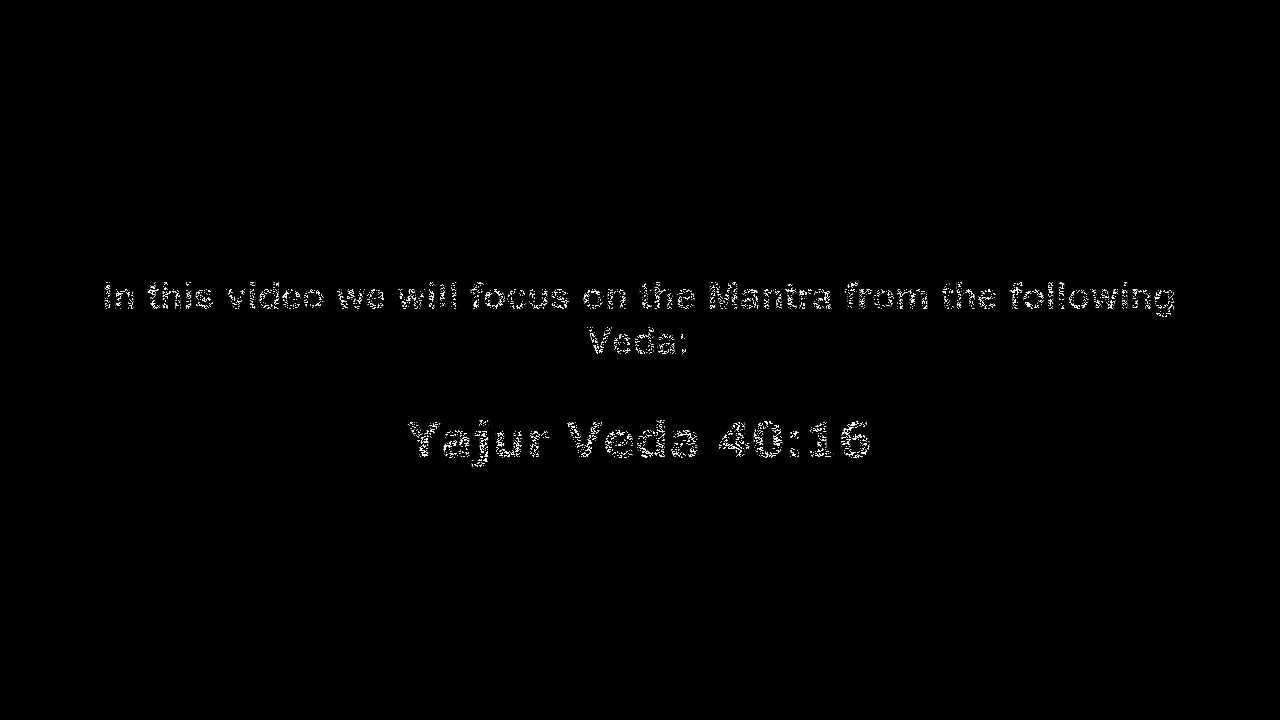 In this video we will focus on the Mantra from the following
Veda:
Yajur Veda 40:16